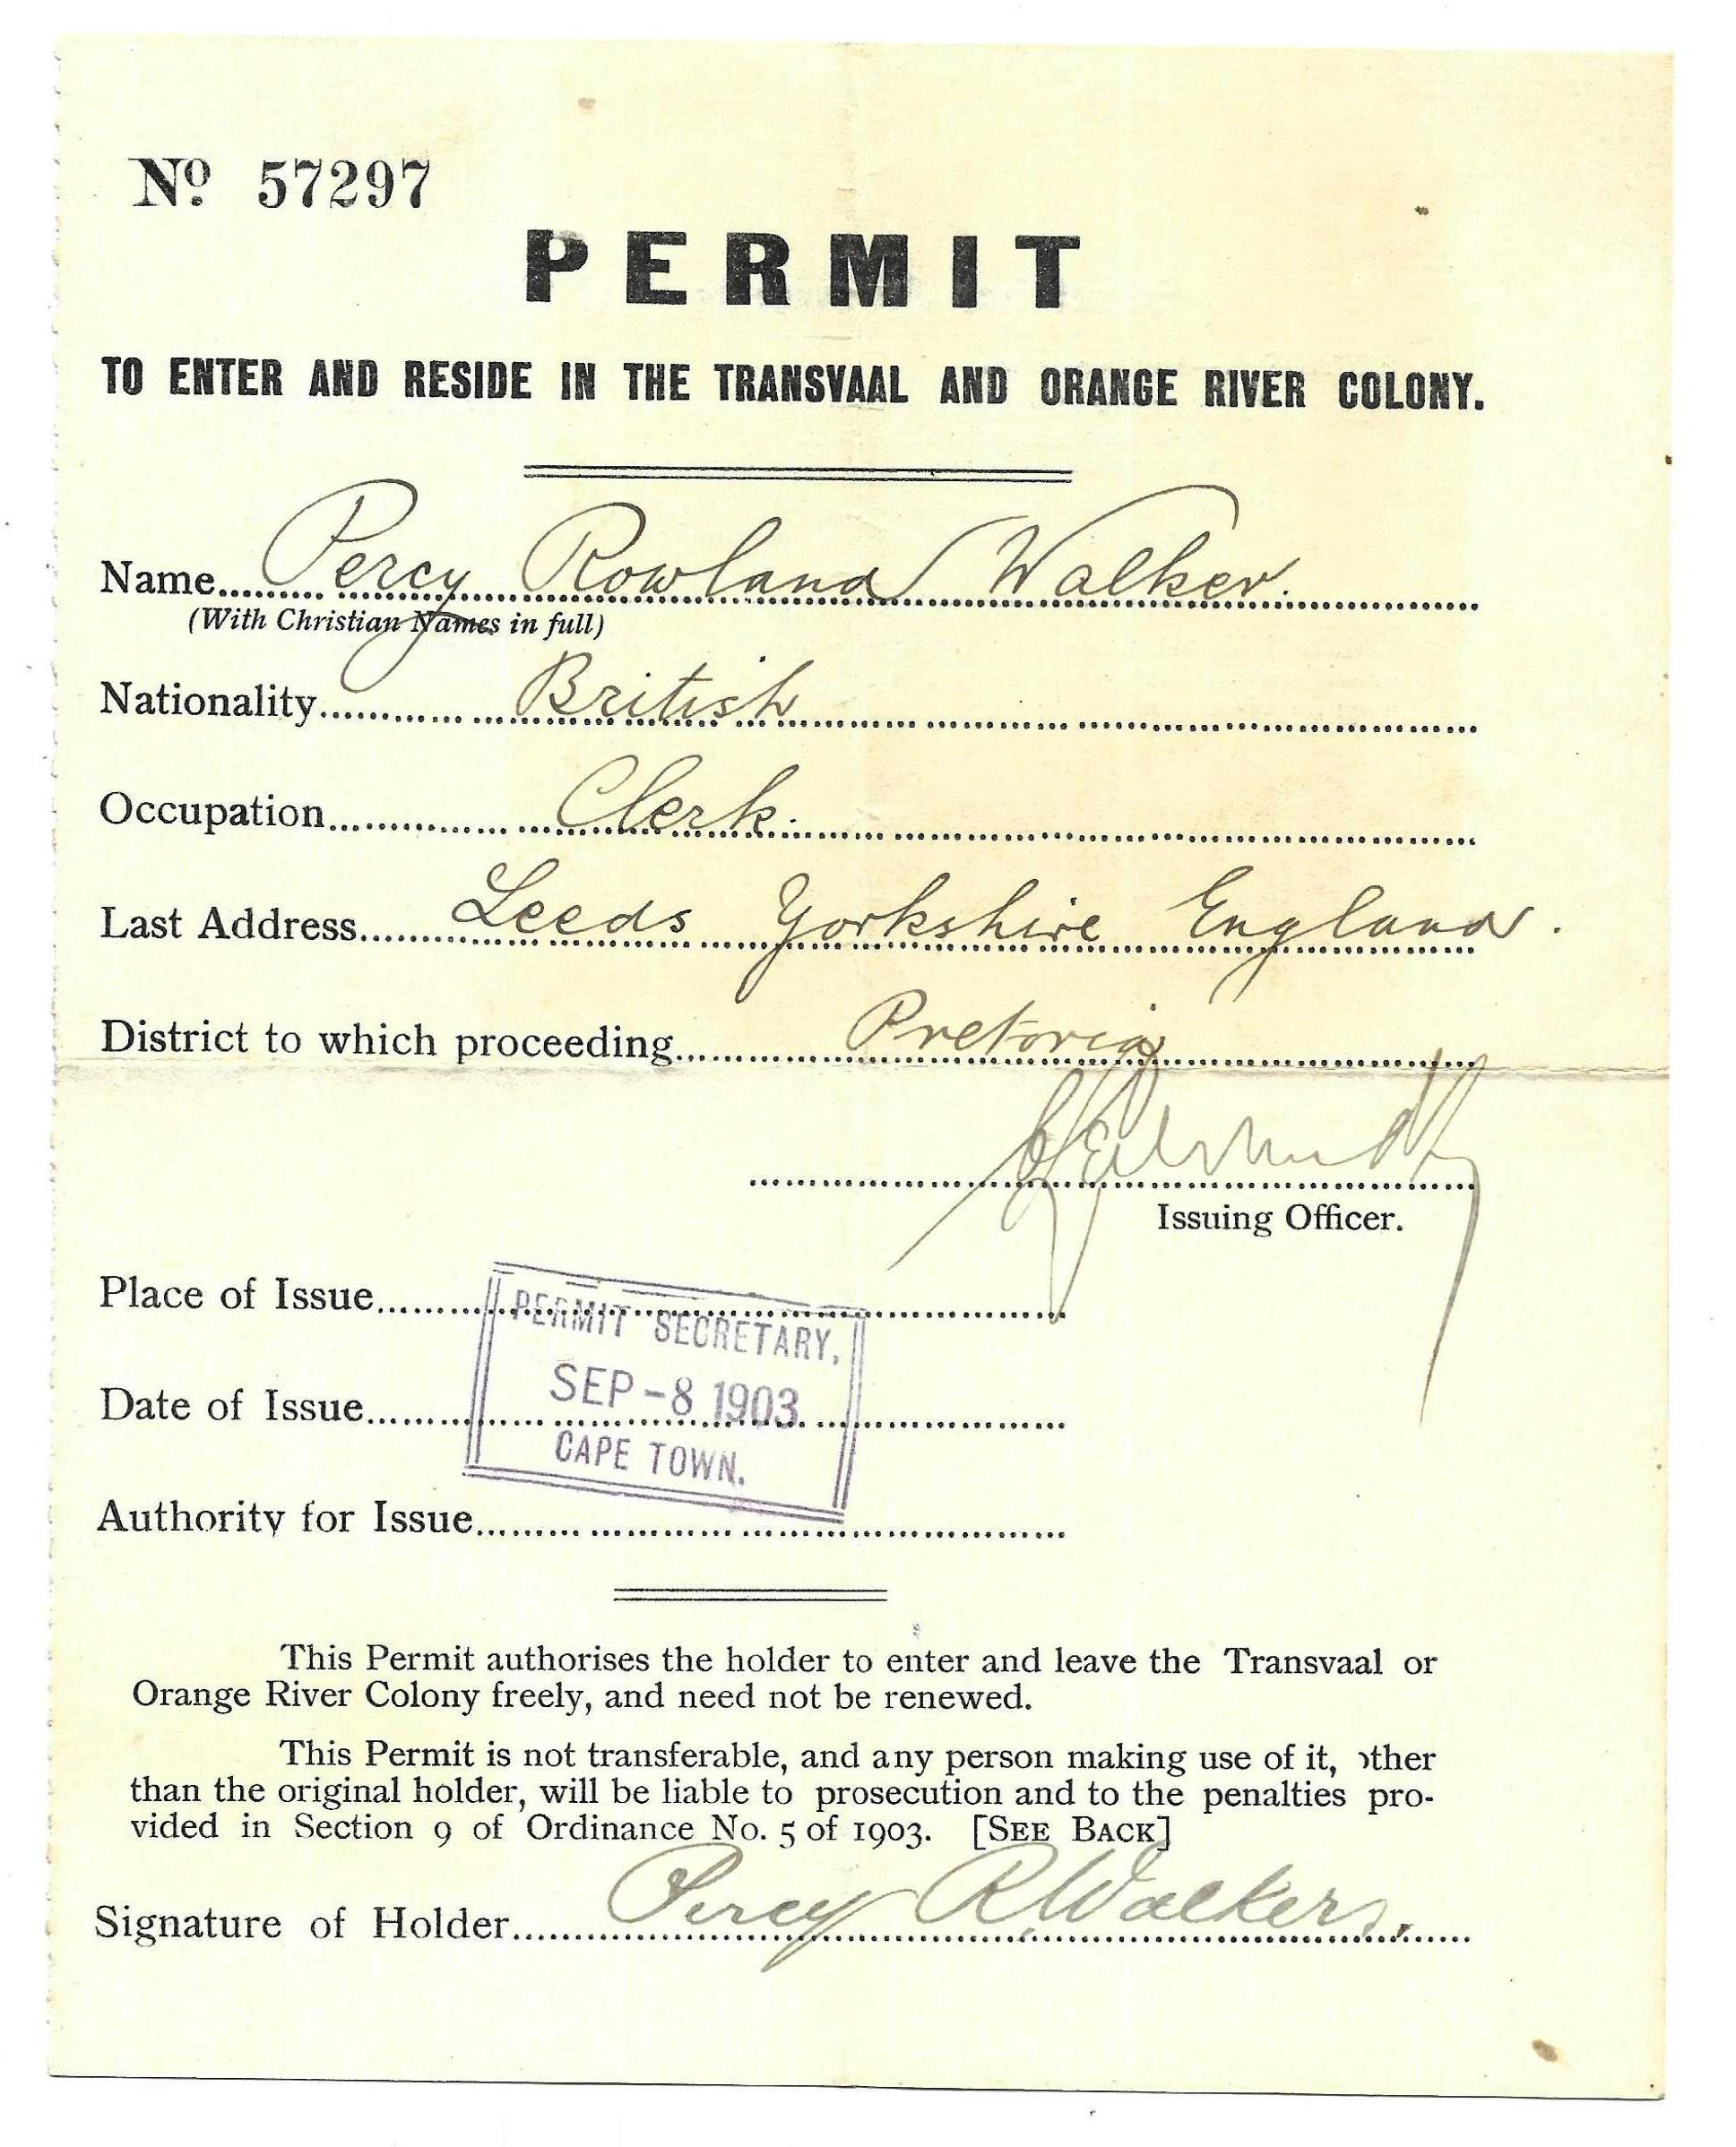 No. 57297
PERMIT
TO ENTER AND RESIDE IN THE TRANSVAAL AND ORANGE RIVER COLONY.
Name Percy Rowland Walker.
(With Christian Names in full)
Nationality British
Occupation Clerk.
Last Address Leeds Yorkshire England.
District to which proceeding Pretoria
Issuing Officer.
Place of Issue
PERMIT SECRETARY.
Date of Issue SEP -8 1903
CAPE TOWN.
Authority for Issue
This Permit authorises the holder to enter and leave the Transvaal or
Orange River Colony freely, and need not be renewed.
This Permit is not transferable, and any person making use of it, other
than the original holder, will be liable to prosecution and to the penalties pro-
vided in Section 9 of Ordinance No. 5 of 1903. [SEE BACK]
Signature of Holder Percy R. Walker.